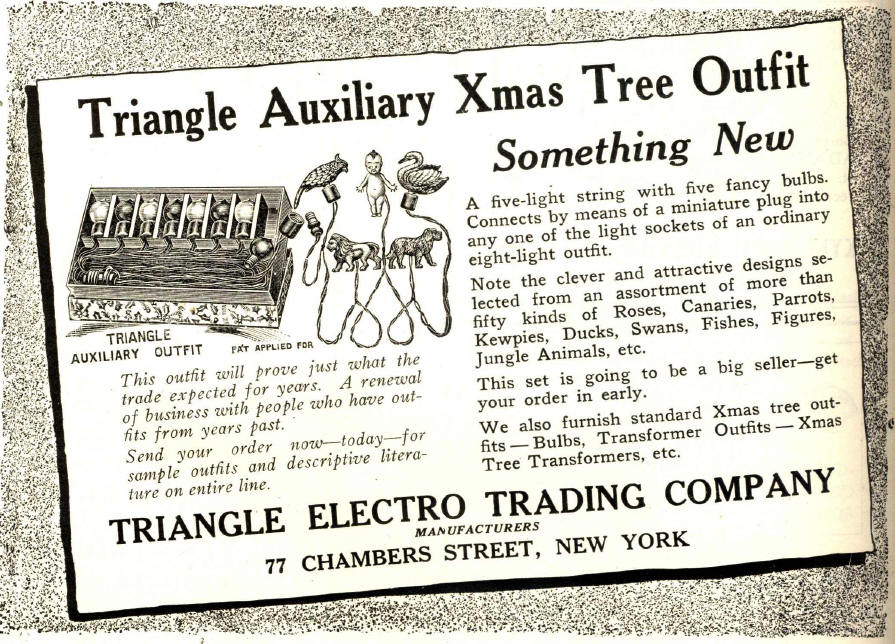 Triangle Auxiliary Xmas Tree Outfit
Something New
A five-light string with five fancy bulbs.
Connects by means of a miniature plug into
any one of the light sockets of an ordinary
eight-light outfit.
Note the clever and attractive designs se-
lected from an assortment of more than
fifty kinds of Roses, Canaries, Parrots,
Kewpies, Ducks, Swans, Fishes, Figures,
Jungle Animals, etc.
This set is going to be a big seller—get
your order in early.
We also furnish standard Xmas tree out-
fits — Bulbs, Transformer Outfits — Xmas
Tree Transformers, etc.
TRIANGLE
AUXILIARY OUTFIT PAT APPLIED FOR
This outfit will prove just what the
trade expected for years. A renewal
of business with people who have out-
fits from years past.
Send your order now—today—for
sample outfits and descriptive litera-
ture on entire line.
TRIANGLE ELECTRO TRADING COMPANY
MANUFACTURERS
77 CHAMBERS STREET, NEW YORK